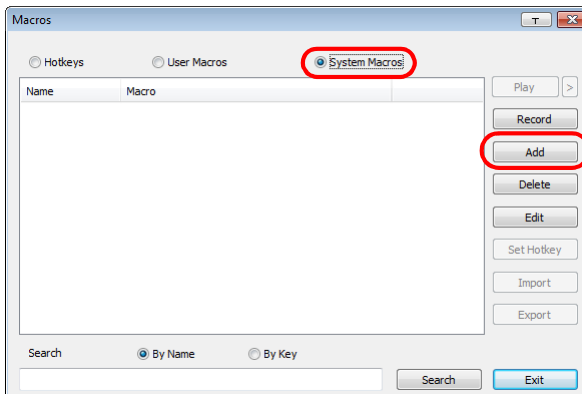 Macros
Hotkeys User Macros System Macros
Name Macro
Play >
Record
Add
Delete
Edit
Set Hotkey
Import
Export
Search By Name By Key
Search Exit